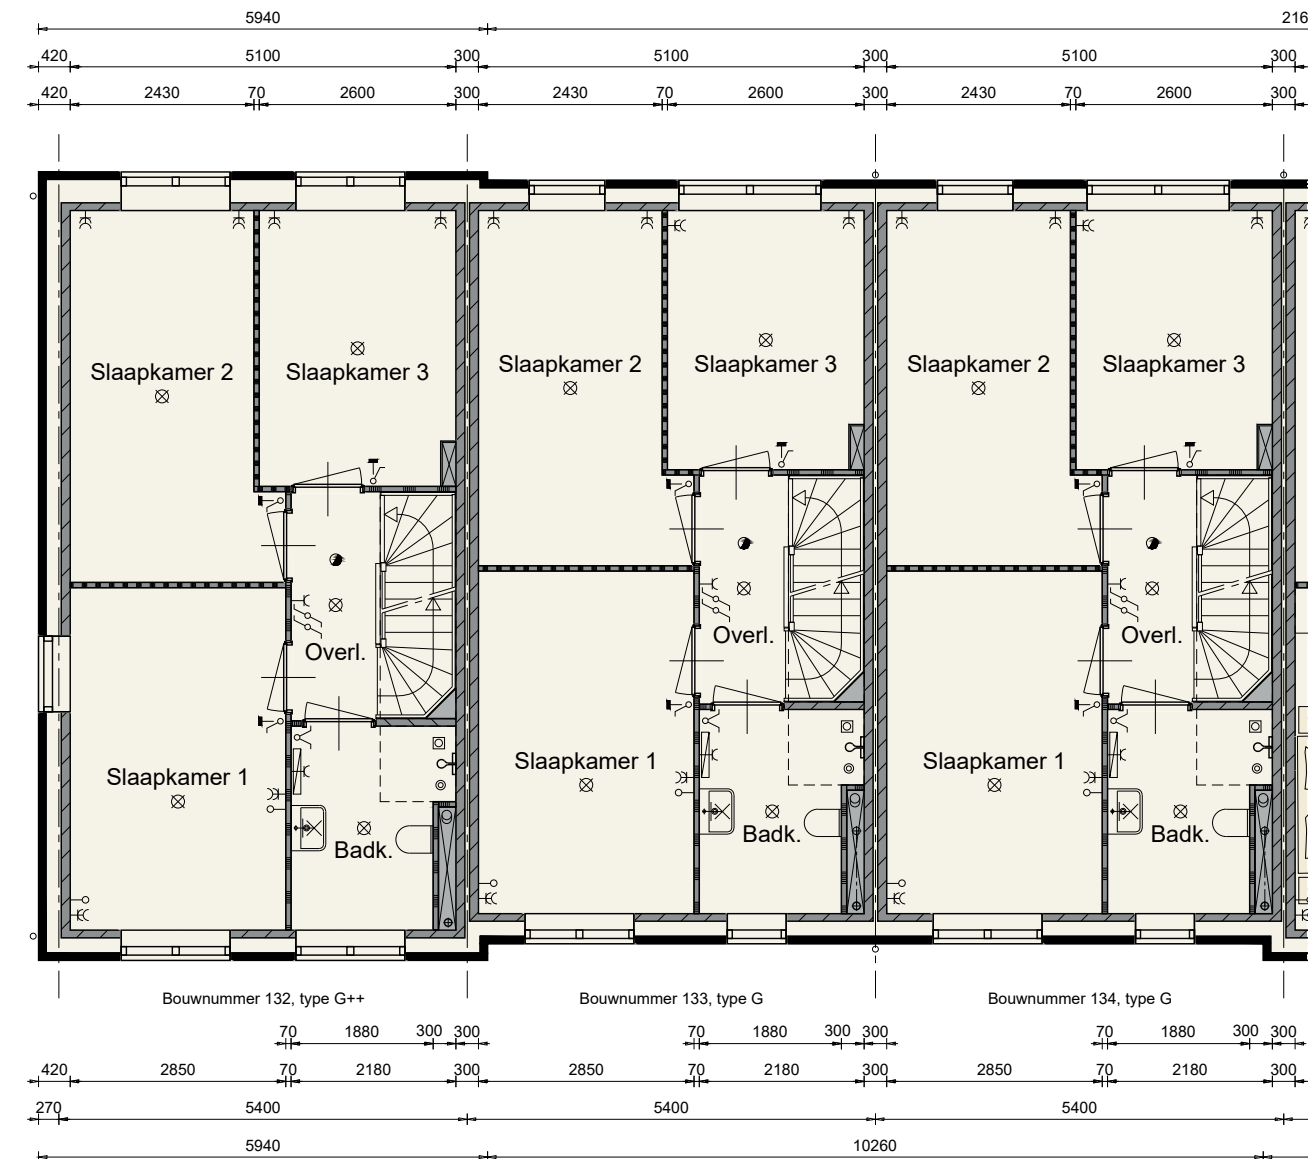 5940 216
420 5100 300 5100 300 5100 300
420 2430 70 2600 300 2430 70 2600 300 2430 70 2600 300
Slaapkamer 2 Slaapkamer 3 Slaapkamer 2 Slaapkamer 3 Slaapkamer 2 Slaapkamer 3
Overl. Overl. Overl.
Slaapkamer 1 Slaapkamer 1 Slaapkamer 1
Badk. Badk. Badk.
Bouwnummer 132, type G++ Bouwnummer 133, type G Bouwnummer 134, type G
70 1880 300 300 70 1880 300 300 70 1880 300 300
420 2850 70 2180 300 2850 70 2180 300 2850 70 2180 300
270 5400 5400 5400
5940 10260